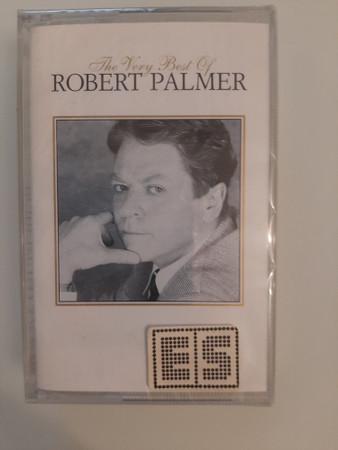 The Very Best Of
ROBERT PALMER
ES